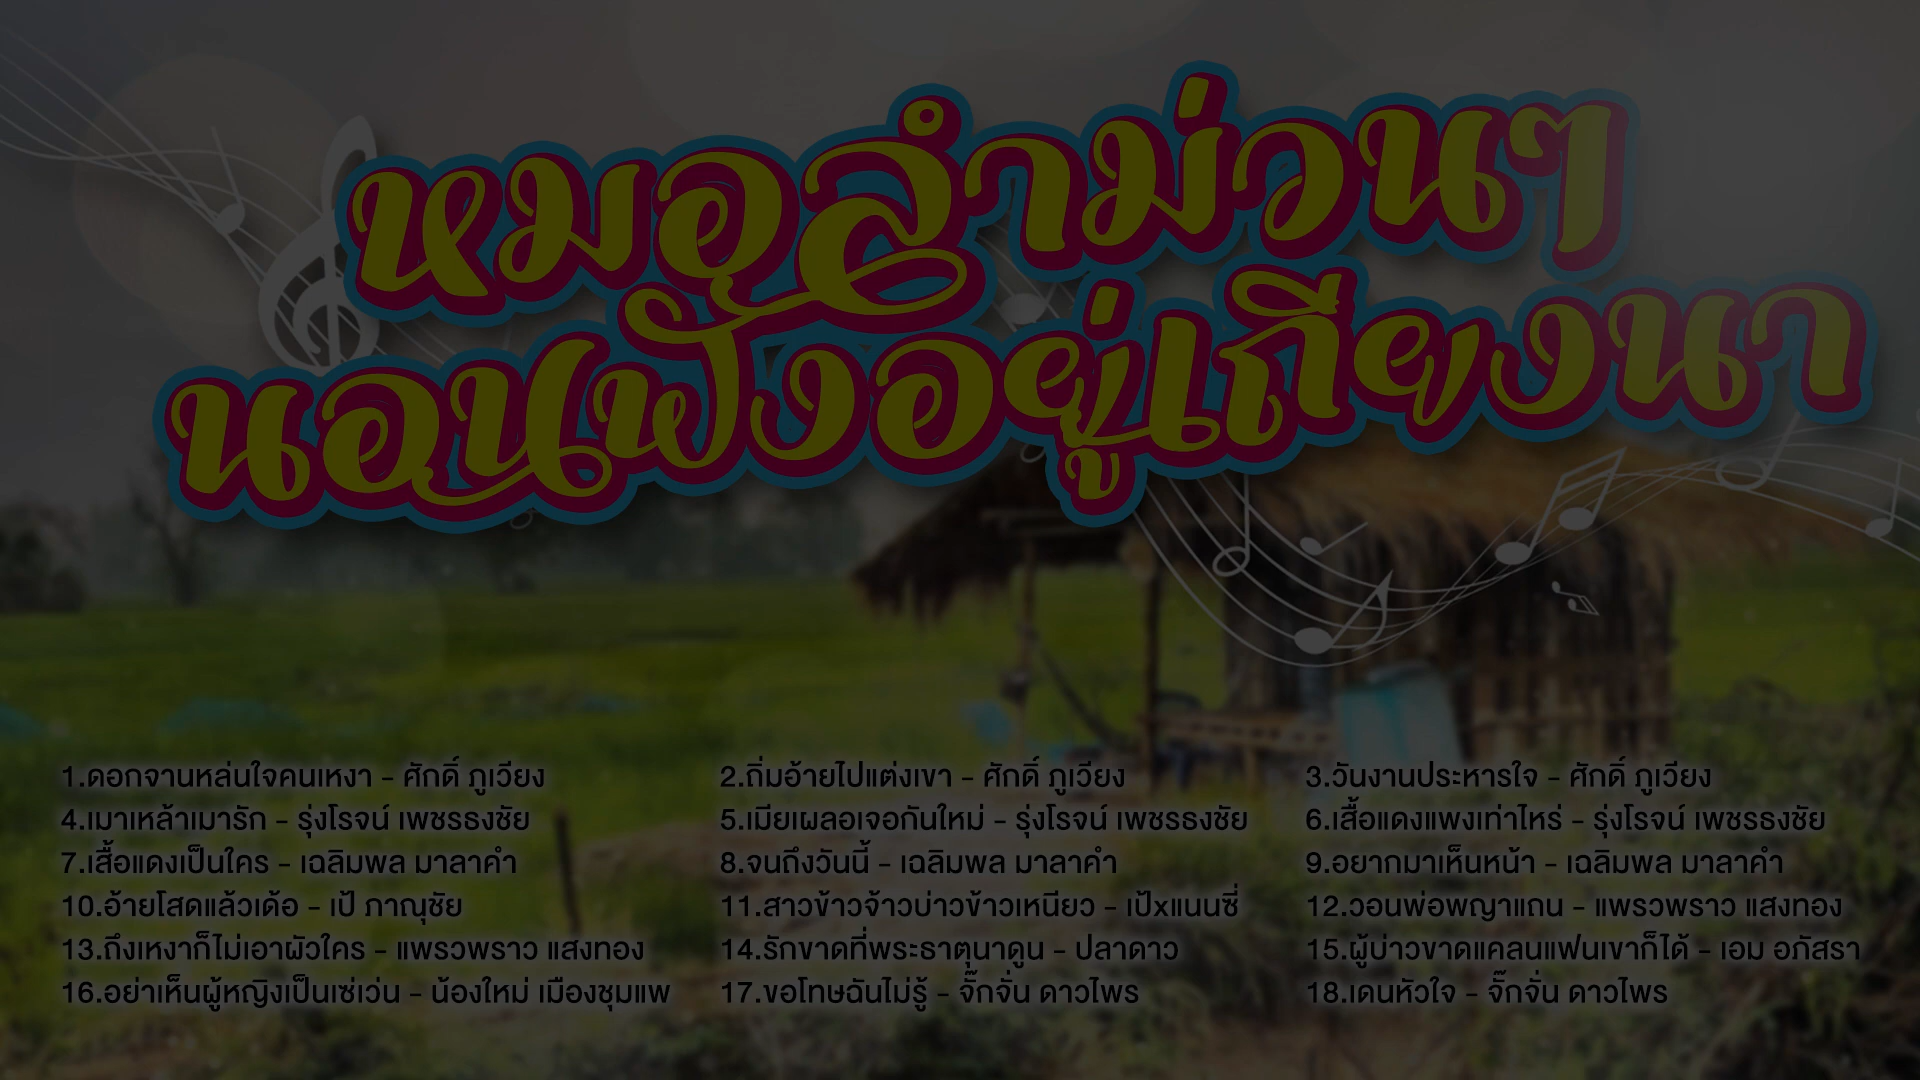 หมอลำม่วนๆ
นอนฟังอยู่เถียงนา
1.ดอกจานหล่นใจคนเหงา - ศักดิ์ ภูเวียง
2.ถิ่มอ้ายไปแต่งเขา - ศักดิ์ ภูเวียง
3.วันงานประหารใจ - ศักดิ์ ภูเวียง
4.เมาเหล้าเมารัก - รุ่งโรจน์ เพชรธงชัย
5.เมียเผลอเจอกันใหม่ - รุ่งโรจน์ เพชรธงชัย
6.เสื้อแดงแพงเท่าไหร่ - รุ่งโรจน์ เพชรธงชัย
7.เสื้อแดงเป็นใคร - เฉลิมพล มาลาคำ
8.จนถึงวันนี้ - เฉลิมพล มาลาคำ
9.อยากมาเห็นหน้า - เฉลิมพล มาลาคำ
10.อ้ายโสดแล้วเด้อ - เป้ ภาณุชัย
11.สาวข้าวจ้าวบ่าวข้าวเหนียว - เป้xแนนซี่
12.วอนพ่อพญาแถน - แพรวพราว แสงทอง
13.ถึงเหงาก็ไม่เอาผัวใคร - แพรวพราว แสงทอง
14.รักขาดที่พระธาตุนาดูน - ปลาดาว
15.ผู้บ่าวขาดแคลนแฟนเขาก็ได้ - เอม อภัสรา
16.อย่าเห็นผู้หญิงเป็นเซ่เว่น - น้องใหม่ เมืองชุมแพ
17.ขอโทษฉันไม่รู้ - จั๊กจั่น ดาวไพร
18.เดนหัวใจ - จั๊กจั่น ดาวไพร